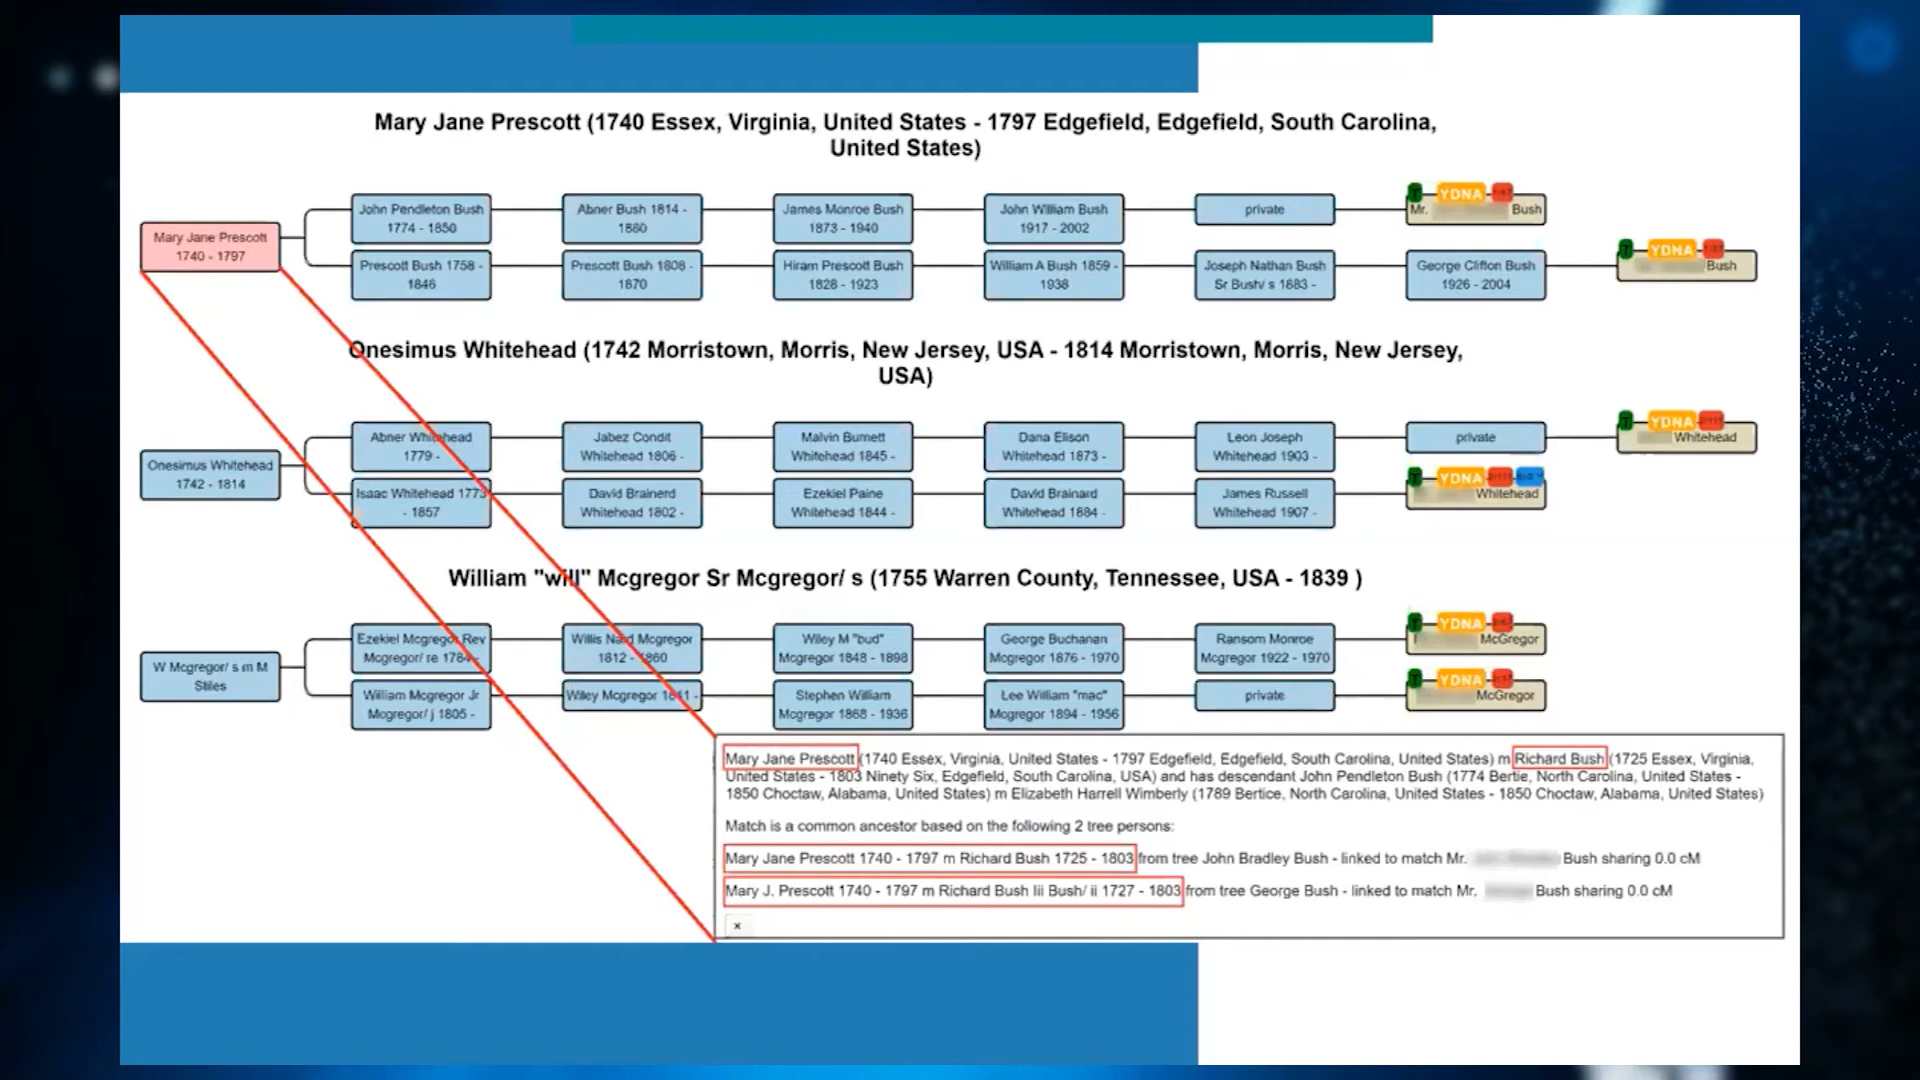 Mary Jane Prescott (1740 Essex, Virginia, United States - 1797 Edgefield, Edgefield, South Carolina,
United States)
Mary Jane Prescott
1740 - 1797
John Pendleton Bush
1774 - 1850
Abner Bush 1814 -
1880
James Monroe Bush
1873 - 1940
John William Bush
1917 - 2002
private
T YDNA
Mr. Bush
Prescott Bush 1758 -
1846
Prescott Bush 1808 -
1870
Hiram Prescott Bush
1828 - 1923
William A Bush 1859 -
1938
Joseph Nathan Bush
Sr Bush/ s 1883 -
George Clifton Bush
1926 - 2004
T YDNA
Bush
Onesimus Whitehead (1742 Morristown, Morris, New Jersey, USA - 1814 Morristown, Morris, New Jersey,
USA)
Onesimus Whitehead
1742 - 1814
Abner Whitehead
1779 -
Jabez Condit
Whitehead 1806 -
Malvin Burnett
Whitehead 1845 -
Dana Elison
Whitehead 1873 -
Leon Joseph
Whitehead 1903 -
private
T YDNA
Whitehead
Isaac Whitehead 1773
- 1857
David Brainerd
Whitehead 1802 -
Ezekiel Paine
Whitehead 1844 -
David Brainard
Whitehead 1884 -
James Russell
Whitehead 1907 -
T YDNA
Whitehead
William "will" Mcgregor Sr Mcgregor/ s (1755 Warren County, Tennessee, USA - 1839 )
W Mcgregor/ s m M
Stiles
Ezekiel Mcgregor Rev
Mcgregor/ re 1784 -
Willis Nard Mcgregor
1812 - 1860
Wiley M "bud"
Mcgregor 1848 - 1898
George Buchanan
Mcgregor 1876 - 1970
Ransom Monroe
Mcgregor 1922 - 1970
T YDNA
McGregor
William Mcgregor Jr
Mcgregor/ j 1805 -
Wiley Mcgregor 1841 -
Stephen William
Mcgregor 1868 - 1936
Lee William "mac"
Mcgregor 1894 - 1956
private
T YDNA
McGregor
Mary Jane Prescott (1740 Essex, Virginia, United States - 1797 Edgefield, Edgefield, South Carolina, United States) m Richard Bush (1725 Essex, Virginia,
United States - 1803 Ninety Six, Edgefield, South Carolina, USA) and has descendant John Pendleton Bush (1774 Bertie, North Carolina, United States -
1850 Choctaw, Alabama, United States) m Elizabeth Harrell Wimberly (1789 Bertice, North Carolina, United States - 1850 Choctaw, Alabama, United States)
Match is a common ancestor based on the following 2 tree persons:
Mary Jane Prescott 1740 - 1797 m Richard Bush 1725 - 1803 from tree John Bradley Bush - linked to match Mr. Bush sharing 0.0 cM
Mary J. Prescott 1740 - 1797 m Richard Bush Iii Bush/ ii 1727 - 1803 from tree George Bush - linked to match Mr. Bush sharing 0.0 cM
×